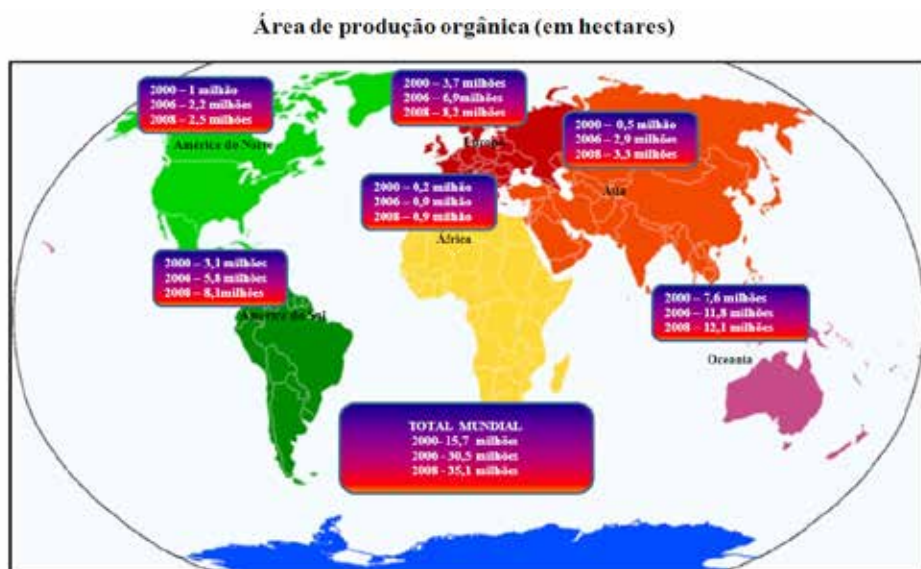 Área de produção orgânica (em hectares)
2000 – 1 milhão
2006 – 2,2 milhões
2008 – 2,5 milhões
América do Norte
2000 – 3,7 milhões
2006 – 6,9milhões
2008 – 8,2 milhões
Europa
2000 – 0,5 milhão
2006 – 2,9 milhões
2008 – 3,3 milhões
Ásia
2000 – 0,2 milhão
2006 – 0,9 milhão
2008 – 0,9 milhão
África
2000 – 3,1 milhões
2006 – 5,8 milhões
2008 – 8,1milhões
América do Sul
2000 – 7,6 milhões
2006 – 11,8 milhões
2008 – 12,1 milhões
Oceania
TOTAL MUNDIAL
2000- 15,7 milhões
2006 - 30,5 milhões
2008 - 35,1 milhões